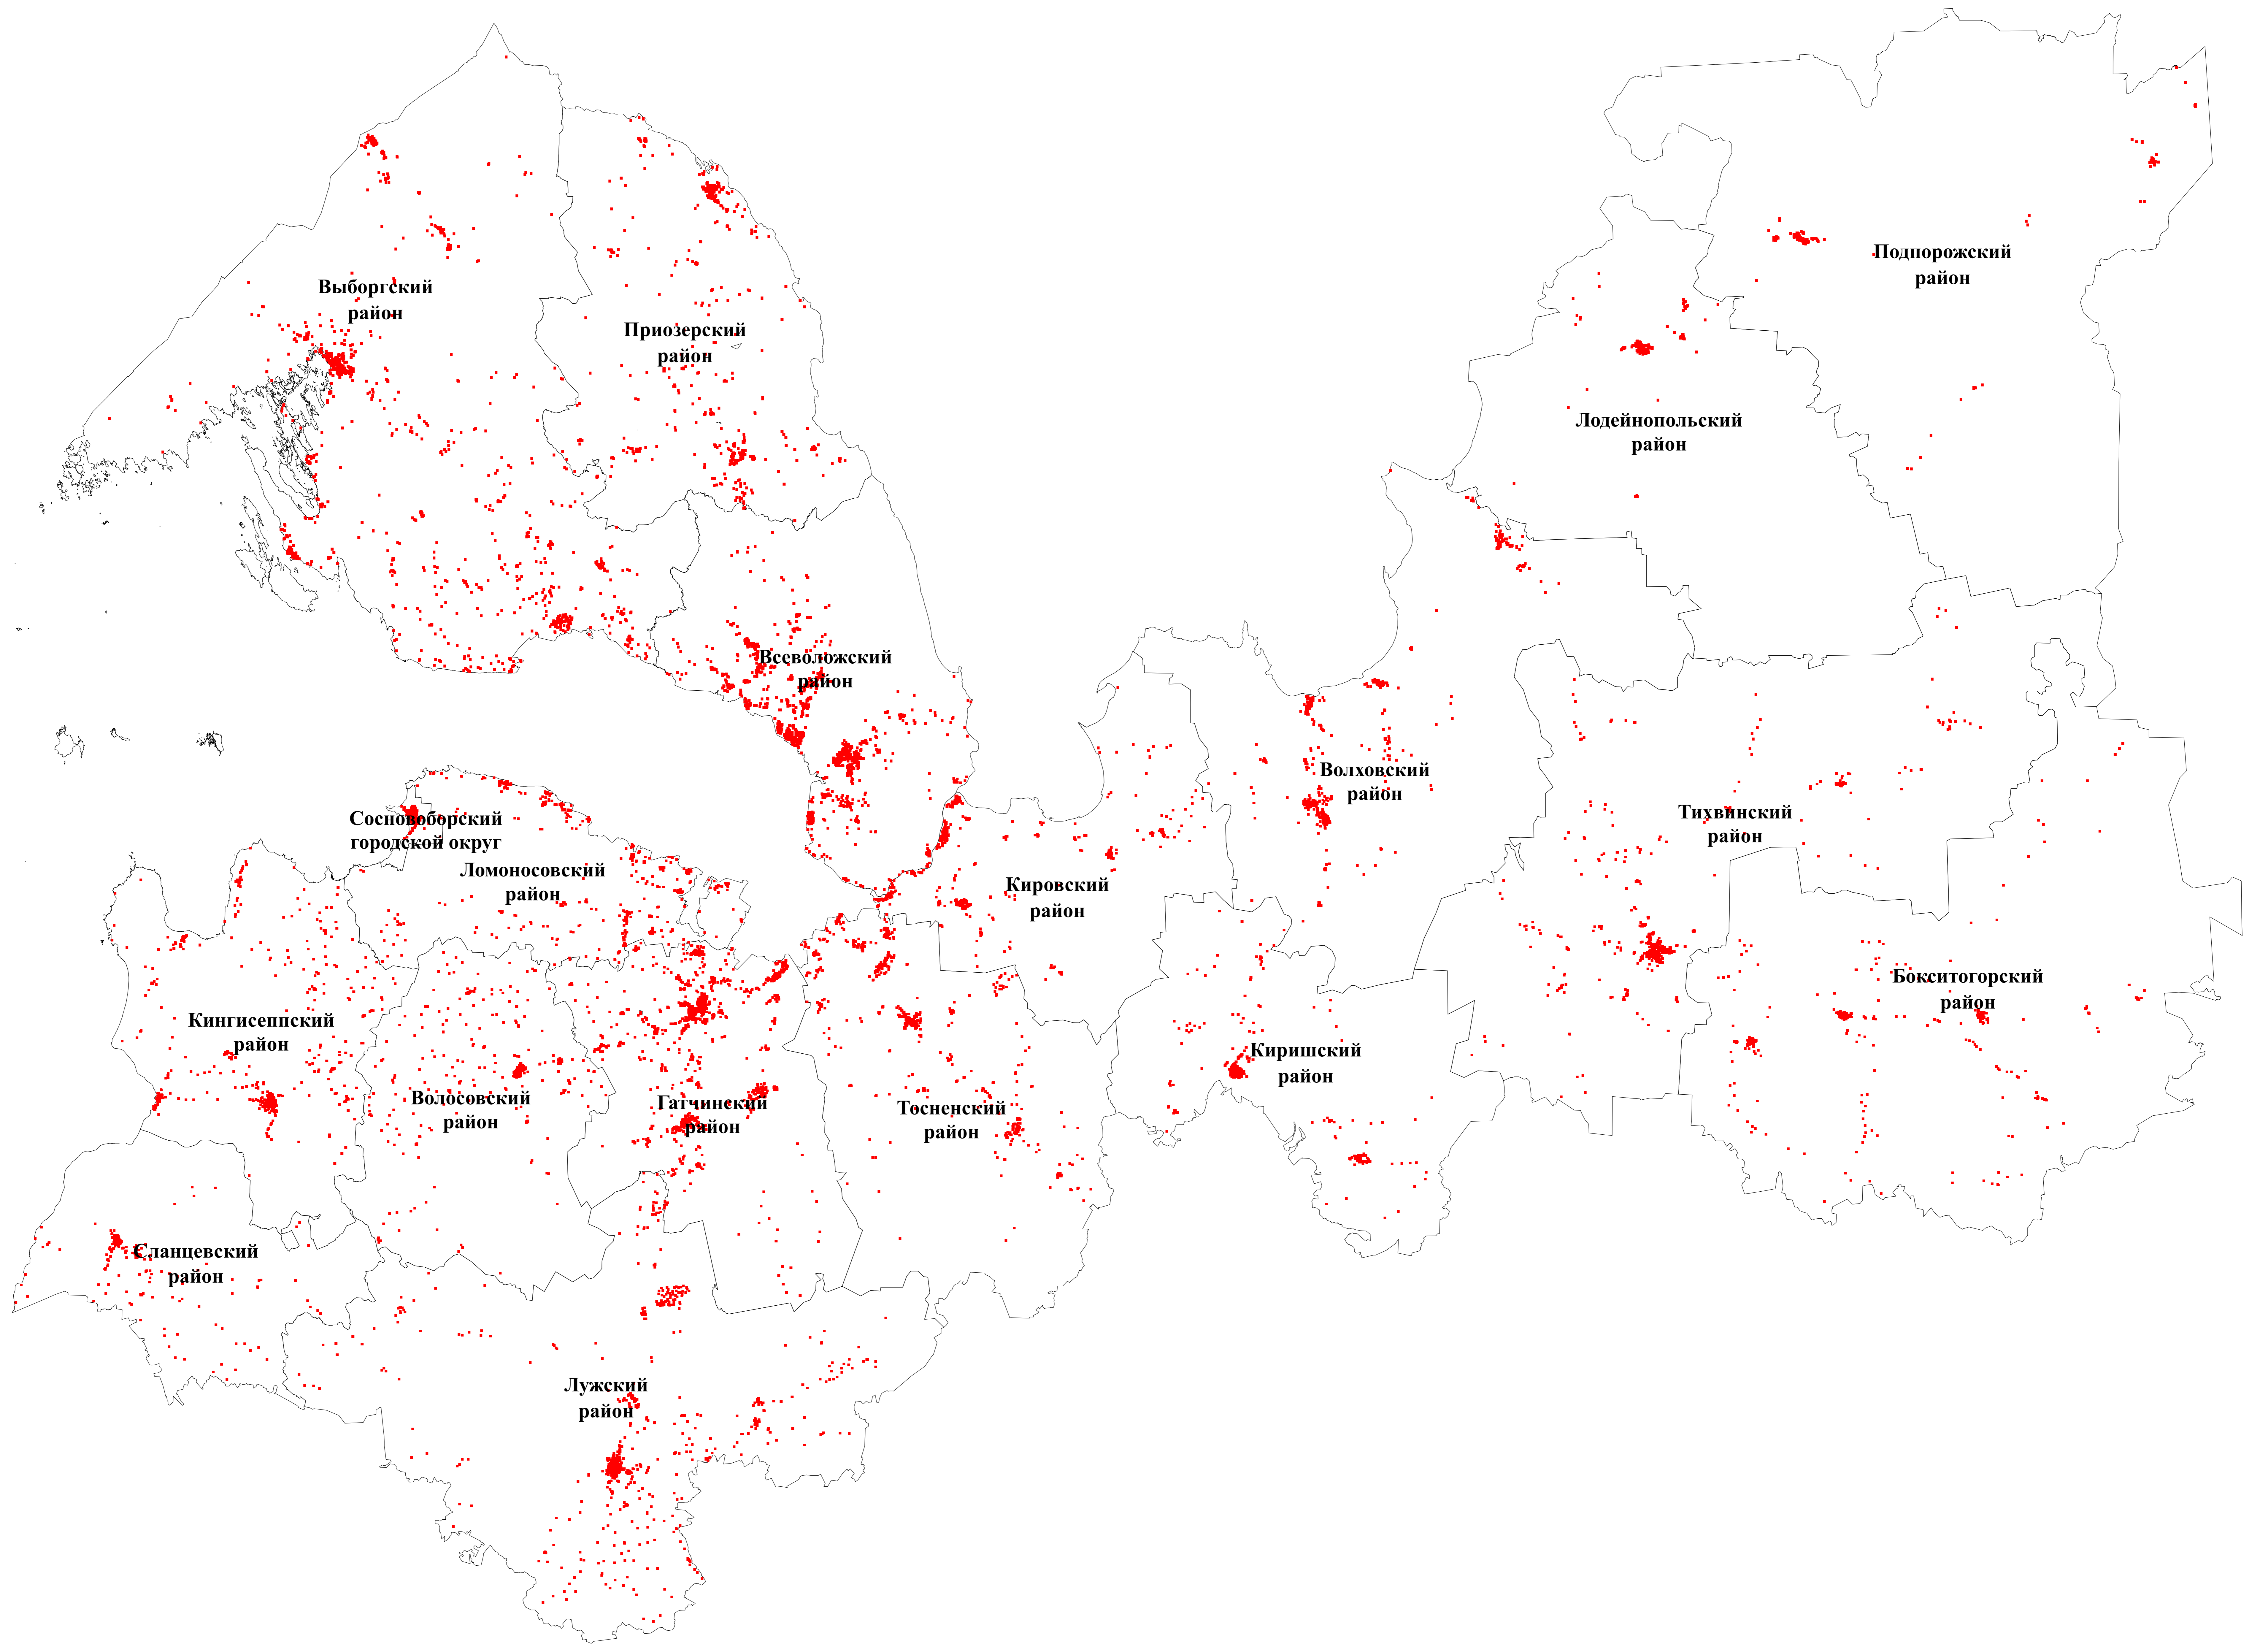 Подпорожский
район
Выборгский
район
Приозерский
район
Лодейнопольский
район
Всеволожский
район
Волховский
район
Тихвинский
район
Сосновоборский
городской округ
Ломоносовский
район
Кировский
район
Бокситогорский
район
Кингисеппский
район
Киришский
район
Волосовский
район
Гатчинский
район
Тосненский
район
Сланцевский
район
Лужский
район